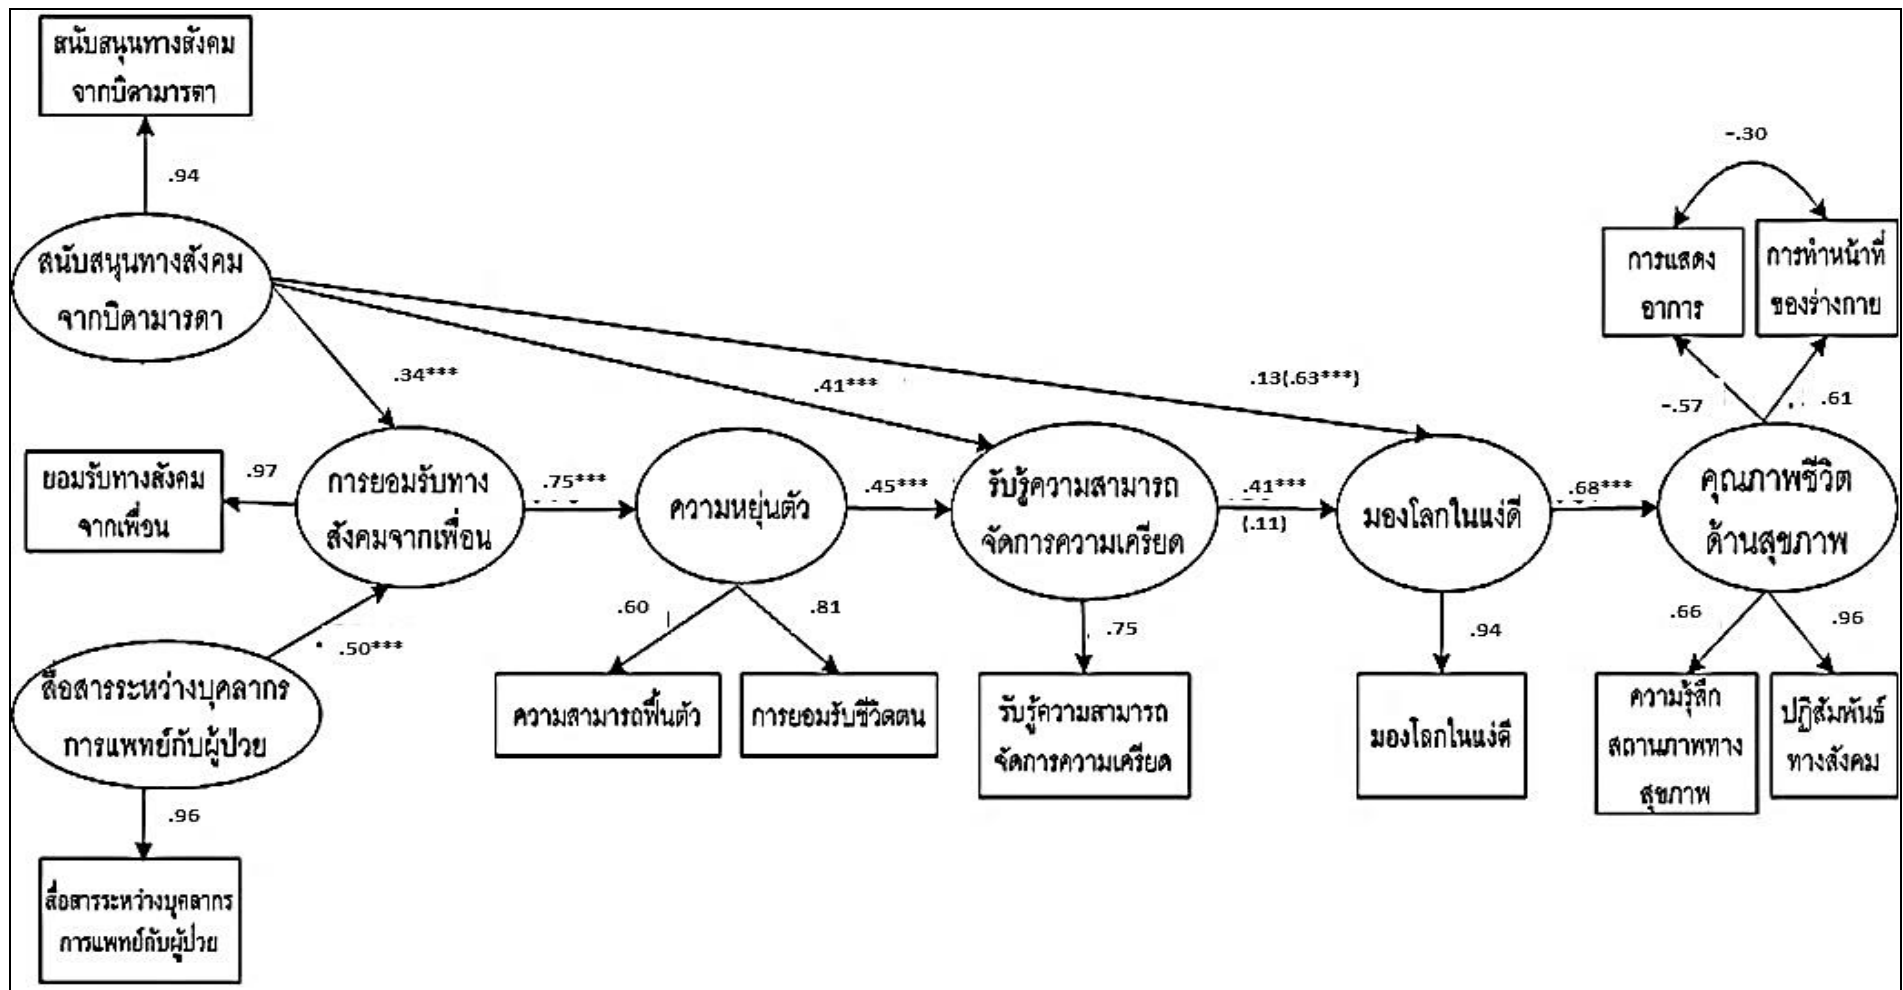 สนับสนุนทางสังคม
จากบิดามารดา
.94
-.30
สนับสนุนทางสังคม
จากบิดามารดา
การแสดง
อาการ
การทำหน้าที่
ของร่างกาย
.34***
.41***
.13(.63***)
-.57
.61
ยอมรับทางสังคม
จากเพื่อน
.97
การยอมรับทาง
สังคมจากเพื่อน
.75***
ความหยุ่นตัว
.45***
รับรู้ความสามารถ
จัดการความเครียด
.41***
(.11)
มองโลกในแง่ดี
.68***
คุณภาพชีวิต
ด้านสุขภาพ
.50***
.60
.81
.75
.94
.66
.96
สื่อสารระหว่างบุคลากร
การแพทย์กับผู้ป่วย
ความสามารถฟื้นตัว
การยอมรับชีวิตตน
รับรู้ความสามารถ
จัดการความเครียด
มองโลกในแง่ดี
ความรู้สึก
สถานภาพทาง
สุขภาพ
ปฏิสัมพันธ์
ทางสังคม
.96
สื่อสารระหว่างบุคลากร
การแพทย์กับผู้ป่วย